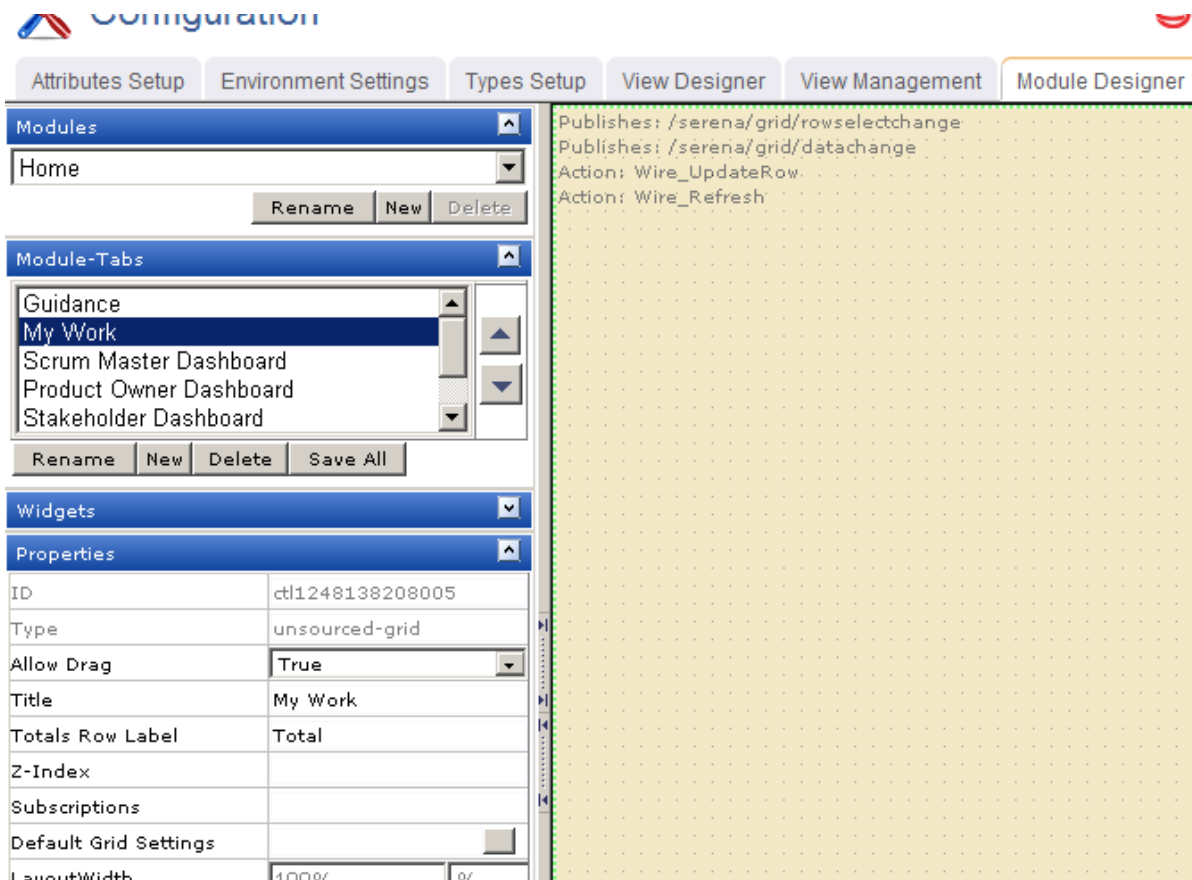 Configuration
Attributes Setup Environment Settings Types Setup View Designer View Management Module Designer
Modules
Home
Rename New Delete
Module-Tabs
Guidance
My Work
Scrum Master Dashboard
Product Owner Dashboard
Stakeholder Dashboard
Rename New Delete Save All
Widgets
Properties
ID ctl1248138208005
Type unsourced-grid
Allow Drag True
Title My Work
Totals Row Label Total
Z-Index
Subscriptions
Default Grid Settings
LayoutWidth 100% %
Publishes: /serena/grid/rowselectchange
Publishes: /serena/grid/datachange
Action: Wire_UpdateRow
Action: Wire_Refresh